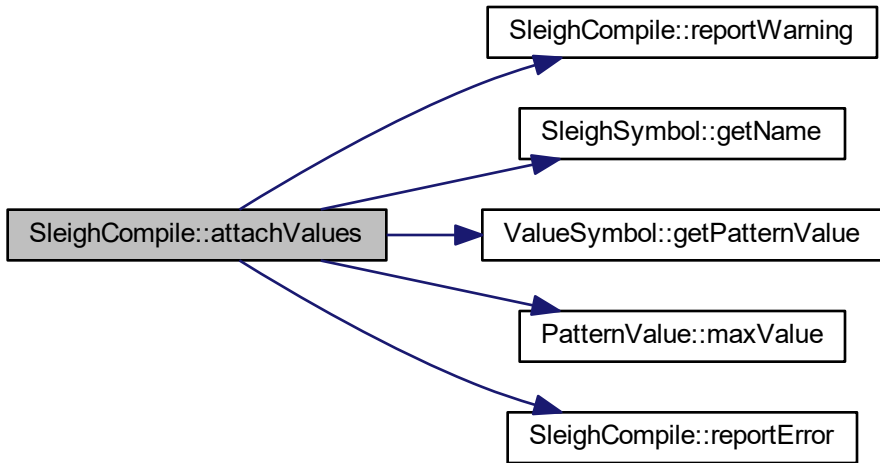 SleighCompile::reportWarning
SleighSymbol::getName
SleighCompile::attachValues
ValueSymbol::getPatternValue
PatternValue::maxValue
SleighCompile::reportError